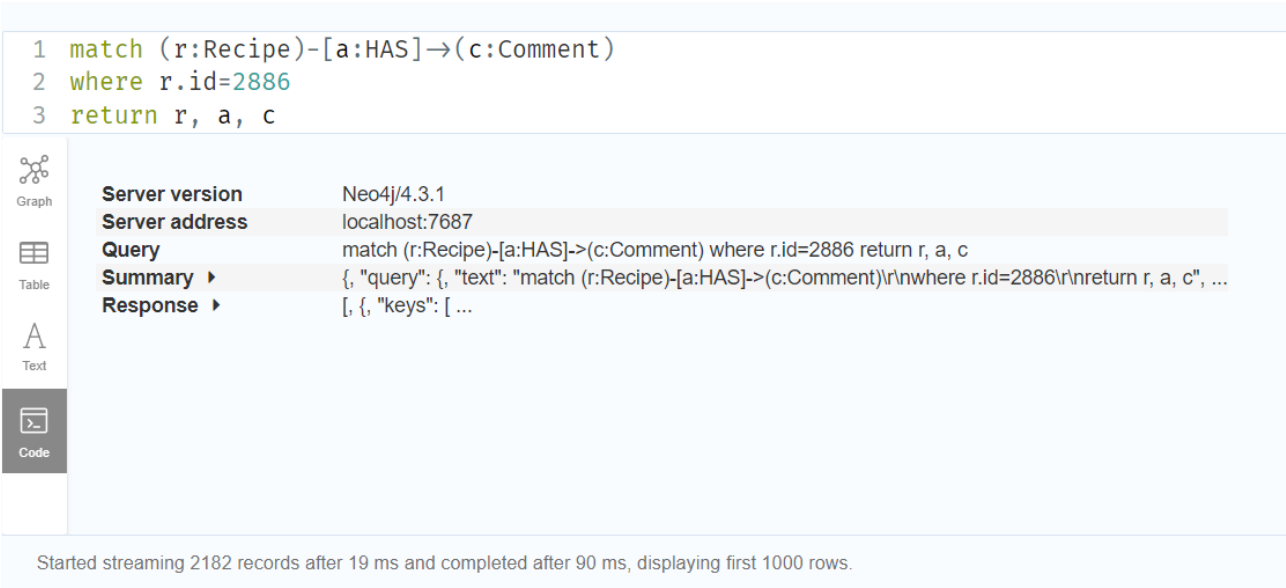 1 match (r:Recipe)-[a:HAS]→(c:Comment)
2 where r.id=2886
3 return r, a, c
Graph
Table
Text
Code
Server version Neo4j/4.3.1
Server address localhost:7687
Query match (r:Recipe)-[a:HAS]->(c:Comment) where r.id=2886 return r, a, c
Summary {, "query": {, "text": "match (r:Recipe)-[a:HAS]->(c:Comment)\r\nwhere r.id=2886\r\nreturn r, a, c", ...
Response [, {, "keys": [ ...
Started streaming 2182 records after 19 ms and completed after 90 ms, displaying first 1000 rows.